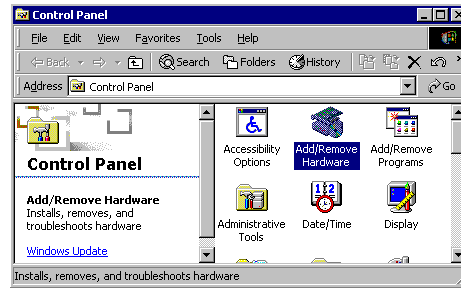 Control Panel
File Edit View Favorites Tools Help
Back Search Folders History
Address Control Panel Go
Control Panel
Add/Remove Hardware
Installs, removes, and
troubleshoots hardware
Windows Update
Accessibility
Options
Add/Remove
Hardware
Add/Remove
Programs
Administrative
Tools
Date/Time
Display
Installs, removes, and troubleshoots hardware